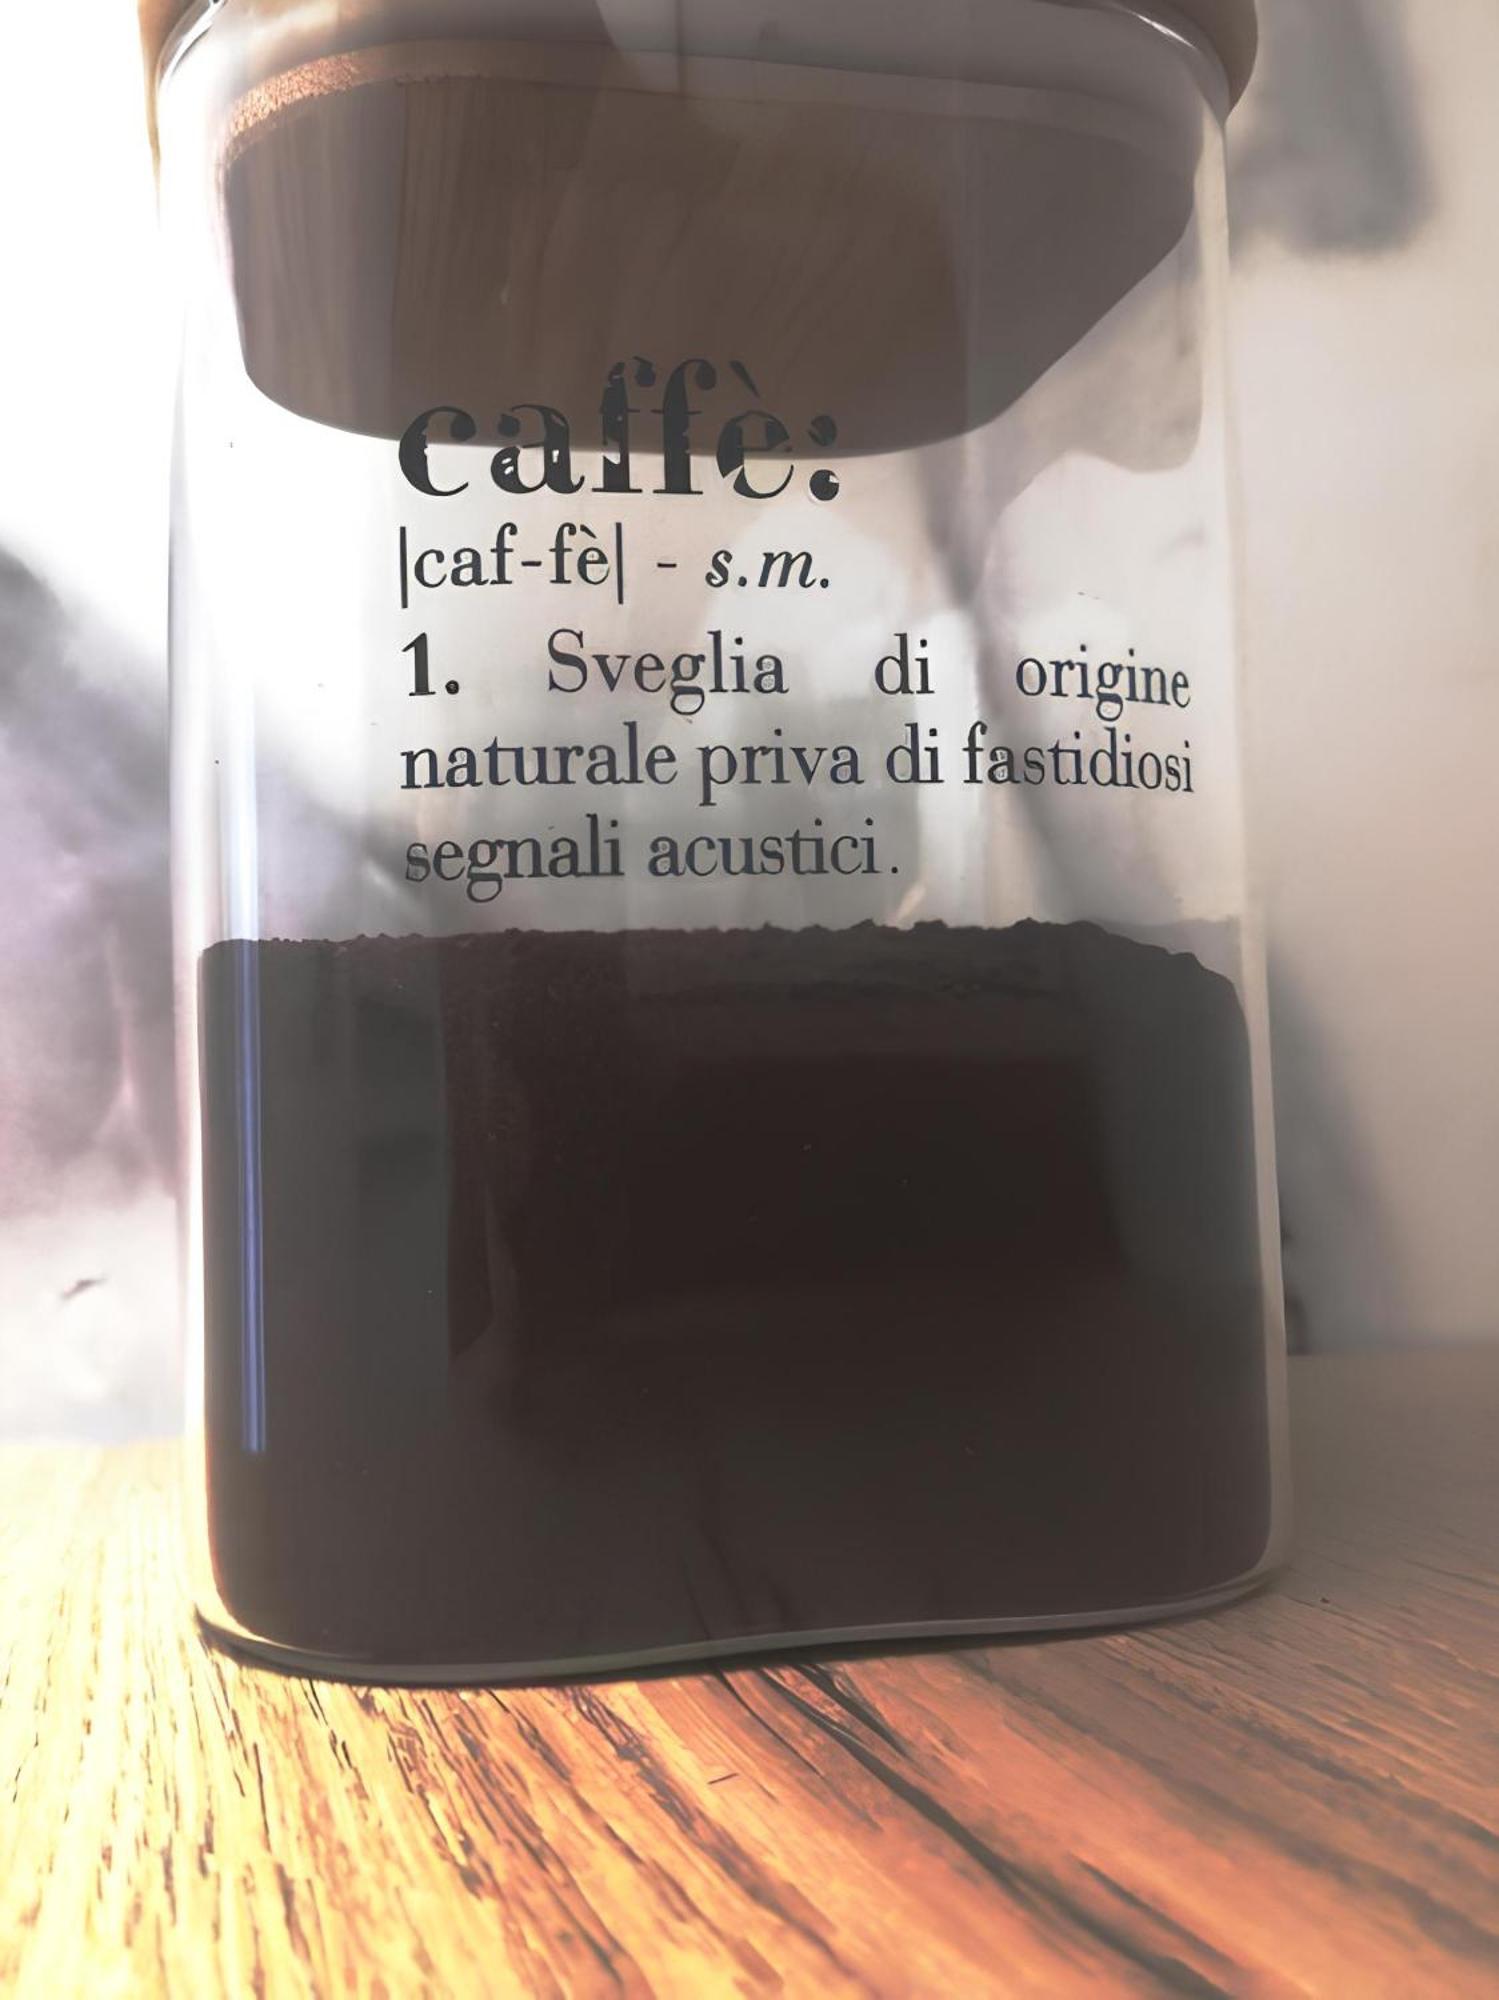 caffè:
|caf-fè| - s.m.
1. Sveglia di origine
naturale priva di fastidiosi
segnali acustici.